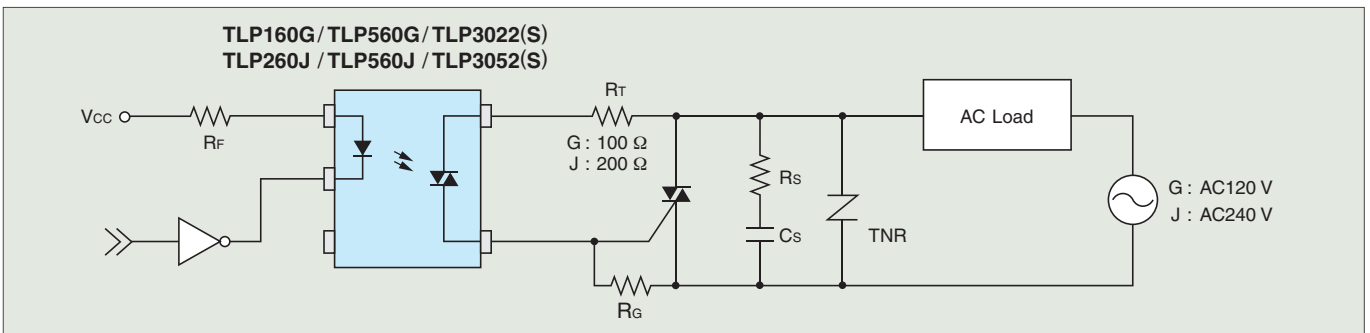 TLP160G/TLP560G/TLP3022(S)
TLP260J /TLP560J /TLP3052(S)
VCC
RF
RT
G : 100 Ω
J : 200 Ω
AC Load
RS
CS
TNR
G : AC120 V
J : AC240 V
RG